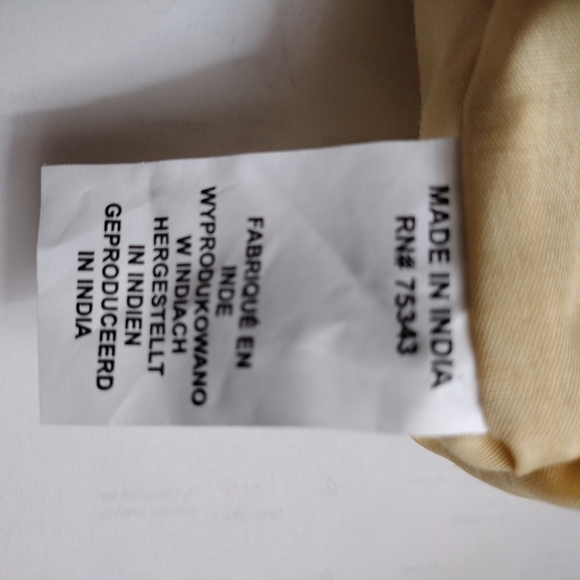 MADE IN INDIA
RN# 75343
FABRIQUÉ EN
INDE
WYPRODUKOWANO
W INDIACH
HERGESTELLT
IN INDIEN
GEPRODUCEERD
IN INDIA